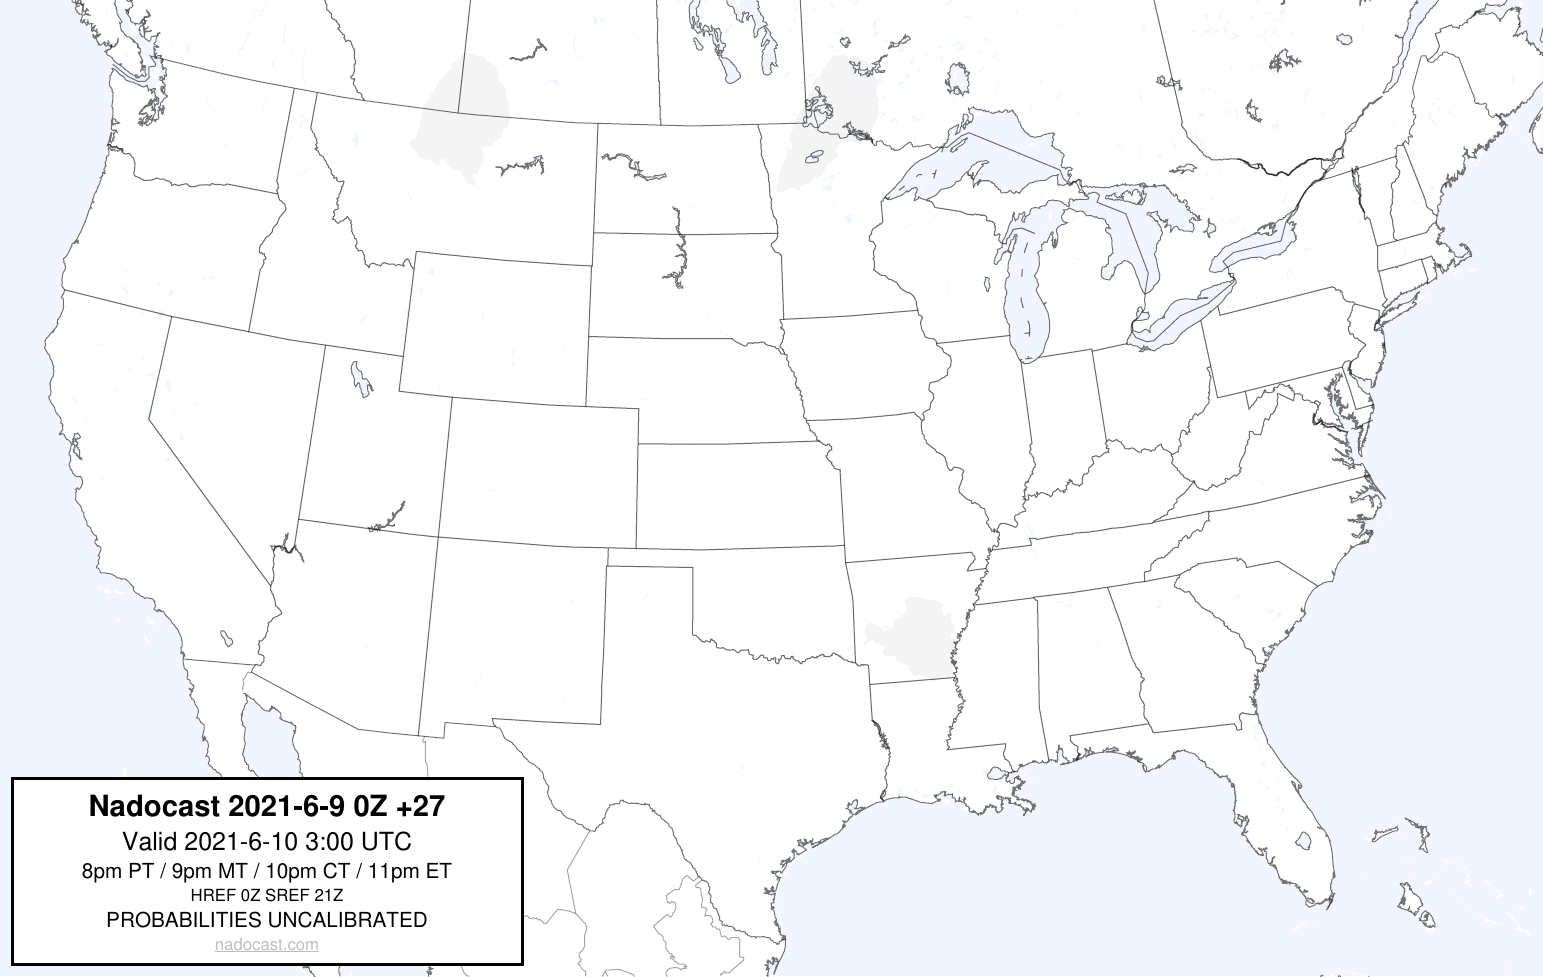 Nadocast 2021-6-9 0Z +27
Valid 2021-6-10 3:00 UTC
8pm PT / 9pm MT / 10pm CT / 11pm ET
HREF 0Z SREF 21Z
PROBABILITIES UNCALIBRATED
nadocast.com